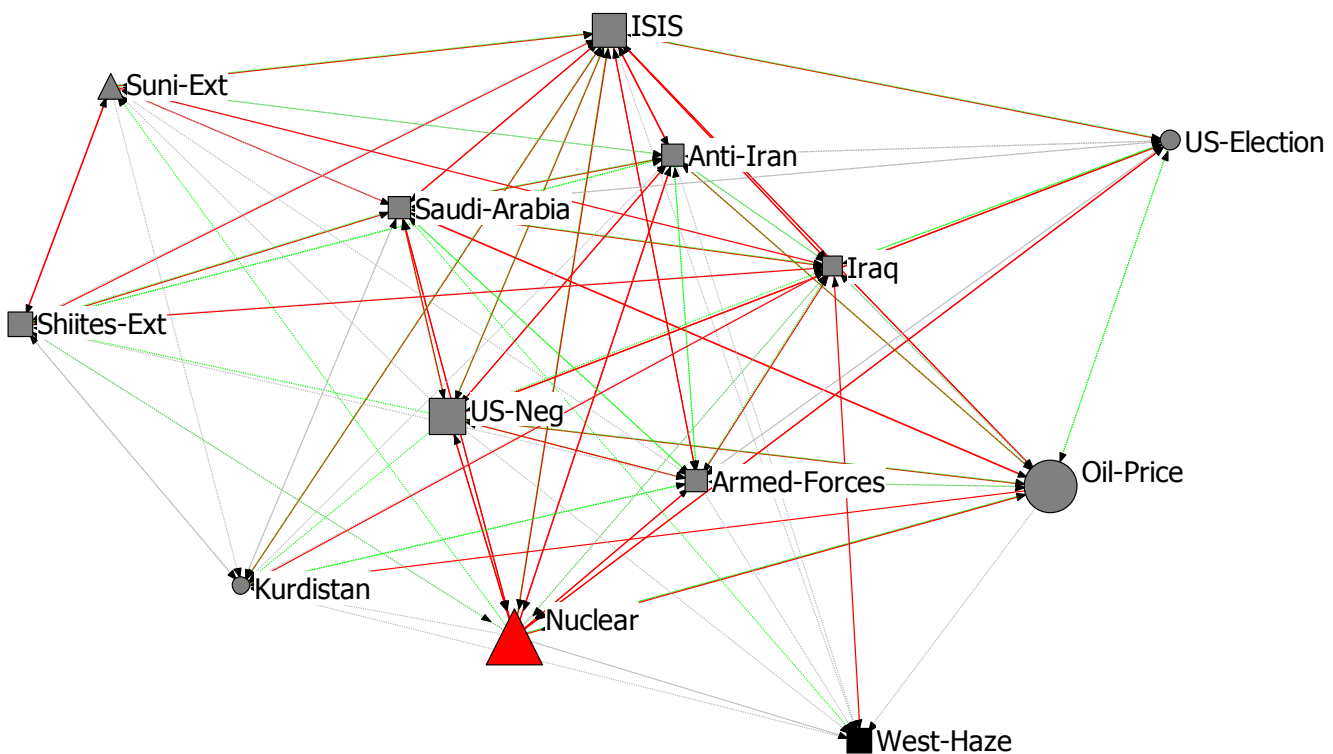 ISIS
Suni-Ext
US-Election
Anti-Iran
Saudi-Arabia
Iraq
Shiites-Ext
US-Neg
Oil-Price
Armed-Forces
Kurdistan
Nuclear
West-Haze